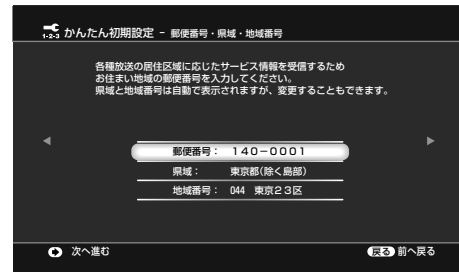 1-2-3 かんたん初期設定 - 郵便番号・県域・地域番号
各種放送の居住区域に応じたサービス情報を受信するため
お住まい地域の郵便番号を入力してください。
県域と地域番号は自動で表示されますが、変更することもできます。
郵便番号： 140-0001
県域： 東京都(除く島部)
地域番号： 044 東京23区
次へ進む 戻る 前へ戻る